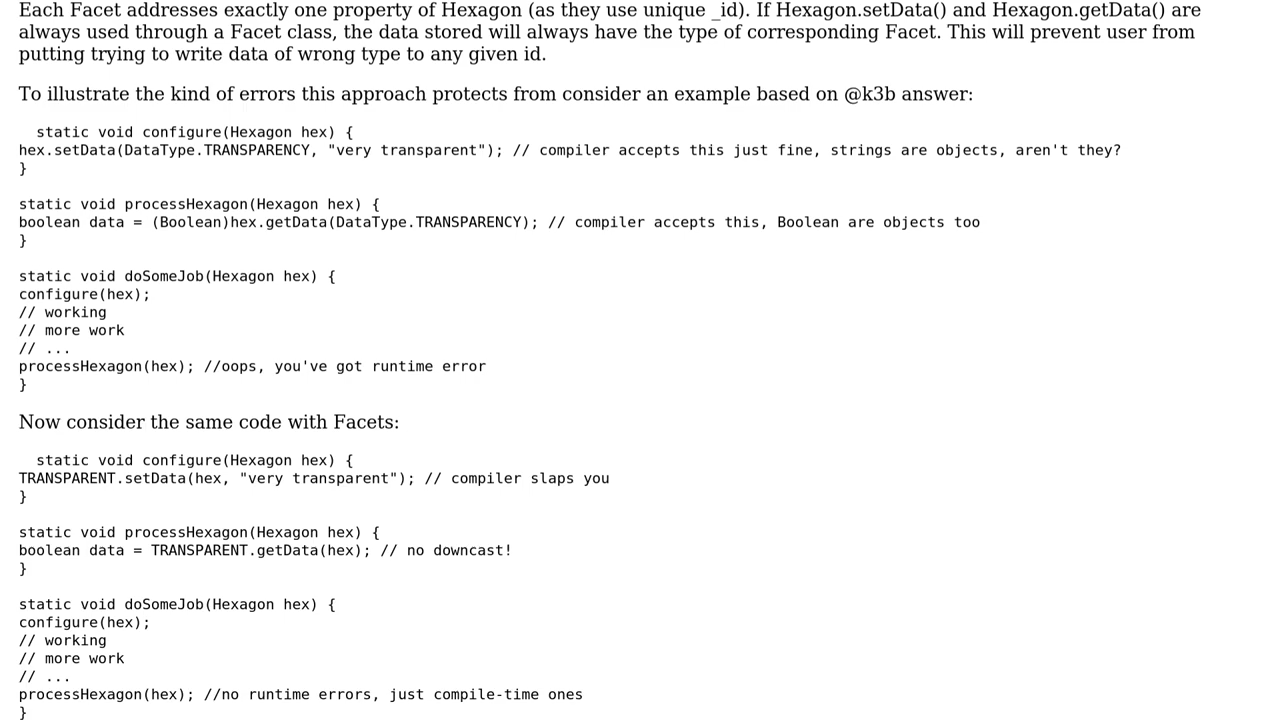 Each Facet addresses exactly one property of Hexagon (as they use unique _id). If Hexagon.setData() and Hexagon.getData() are
always used through a Facet class, the data stored will always have the type of corresponding Facet. This will prevent user from
putting trying to write data of wrong type to any given id.
To illustrate the kind of errors this approach protects from consider an example based on @k3b answer:
static void configure(Hexagon hex) {
hex.setData(DataType.TRANSPARENCY, "very transparent"); // compiler accepts this just fine, strings are objects, aren't they?
}
static void processHexagon(Hexagon hex) {
boolean data = (Boolean)hex.getData(DataType.TRANSPARENCY); // compiler accepts this, Boolean are objects too
}
static void doSomeJob(Hexagon hex) {
configure(hex);
// working
// more work
// ...
processHexagon(hex); //oops, you've got runtime error
}
Now consider the same code with Facets:
static void configure(Hexagon hex) {
TRANSPARENT.setData(hex, "very transparent"); // compiler slaps you
}
static void processHexagon(Hexagon hex) {
boolean data = TRANSPARENT.getData(hex); // no downcast!
}
static void doSomeJob(Hexagon hex) {
configure(hex);
// working
// more work
// ...
processHexagon(hex); //no runtime errors, just compile-time ones
}